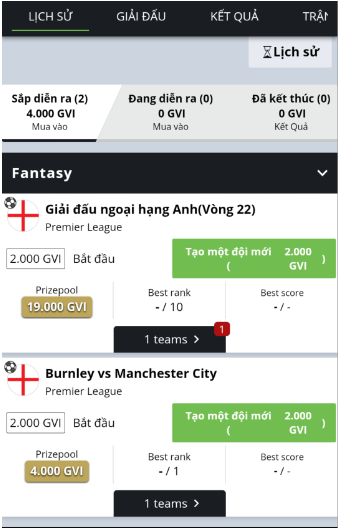 LỊCH SỬ GIẢI ĐẤU KẾT QUẢ
Lịch sử
Sắp diễn ra (2) Đang diễn ra (0) Đã kết thúc (0)
4.000 GVI 0 GVI 0 GVI
Mua vào Mua vào Kết Quả
Fantasy
Giải đấu ngoại hạng Anh(Vòng 22)
Premier League
2.000 GVI Bắt đầu Tạo một đội mới ( 2.000 GVI )
Prizepool Best rank Best score
19.000 GVI - / 10 - / -
1 teams 1
Burnley vs Manchester City
Premier League
2.000 GVI Bắt đầu Tạo một đội mới ( 2.000 GVI )
Prizepool Best rank Best score
4.000 GVI - / 1 - / -
1 teams